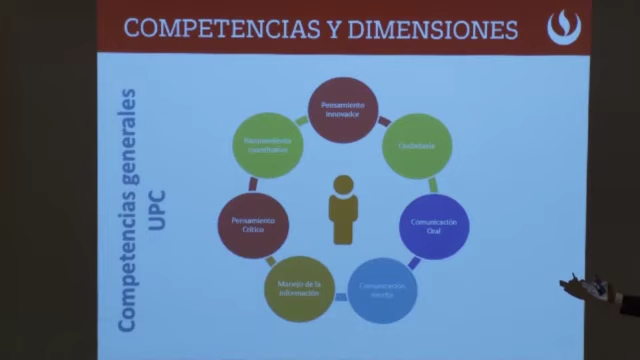 COMPETENCIAS Y DIMENSIONES
Competencias generales
UPC
Pensamiento
Innovador
Ciudadanía
Comunicación
Oral
Comunicación
escrita
Manejo de la
información
Pensamiento
Crítico
Razonamiento
cuantitativo